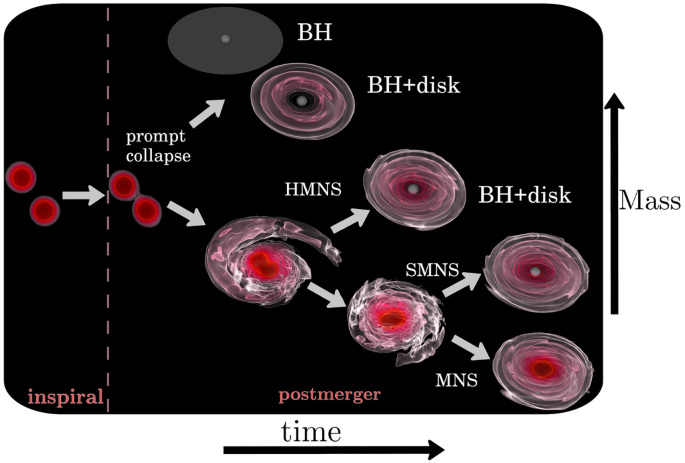 BH
BH+disk
prompt
collapse
HMNS
BH+disk
Mass
SMNS
MNS
inspiral
postmerger
time